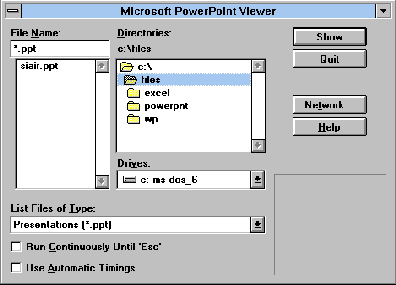 Microsoft PowerPoint Viewer
File Name:
*.ppt
siair.ppt
Directories:
c:\files
c:\
files
excel
powerpnt
wp
Drives:
c: ms-dos_6
List Files of Type:
Presentations (*.ppt)
Run Continuously Until 'Esc'
Use Automatic Timings
Show
Quit
Network
Help